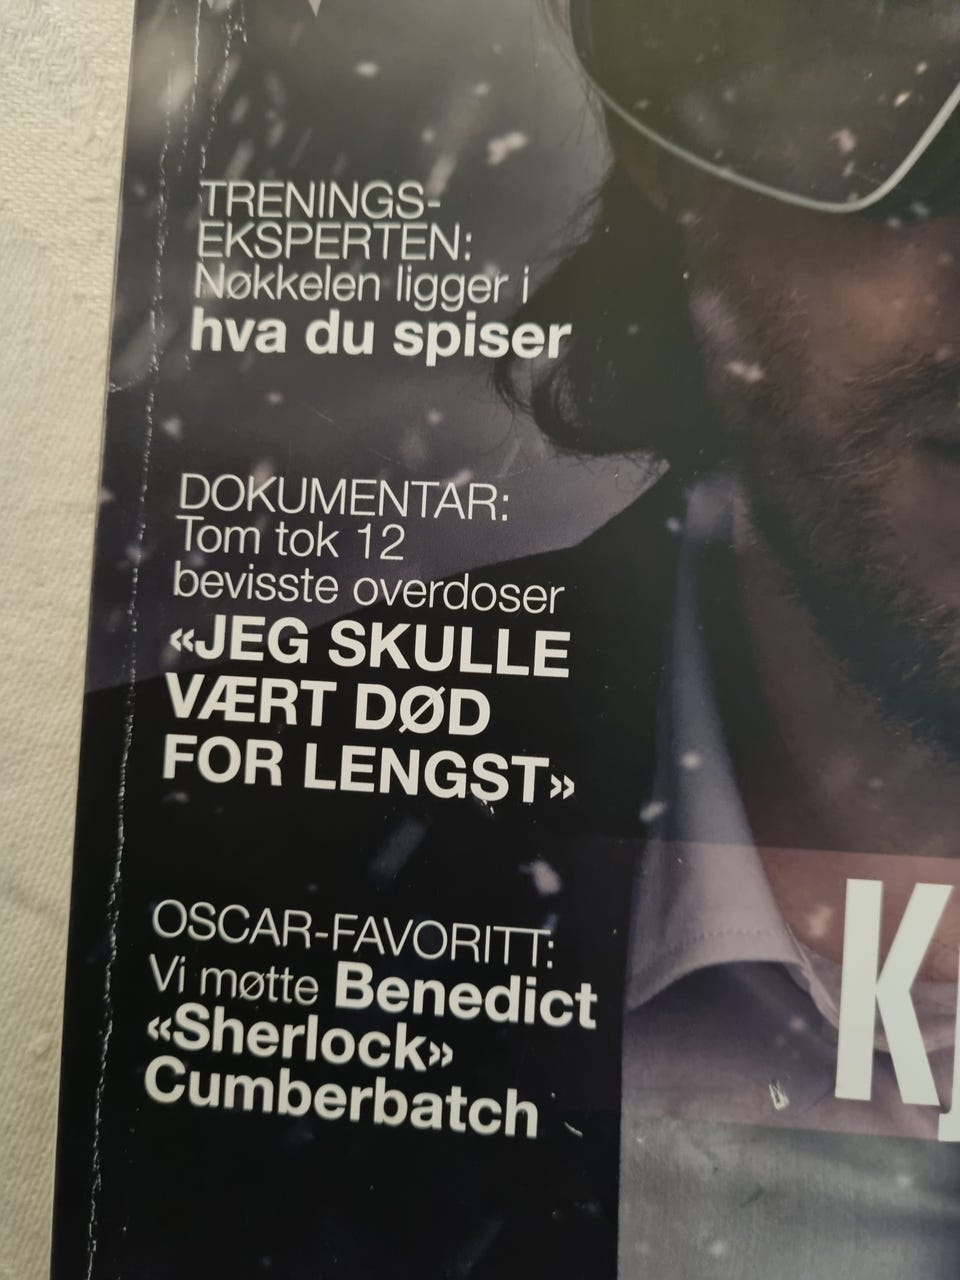 TRENINGS-
EKSPERTEN:
Nøkkelen ligger i
hva du spiser
DOKUMENTAR:
Tom tok 12
bevisste overdoser
«JEG SKULLE
VÆRT DØD
FOR LENGST»
OSCAR-FAVORITT:
Vi møtte Benedict
«Sherlock»
Cumberbatch